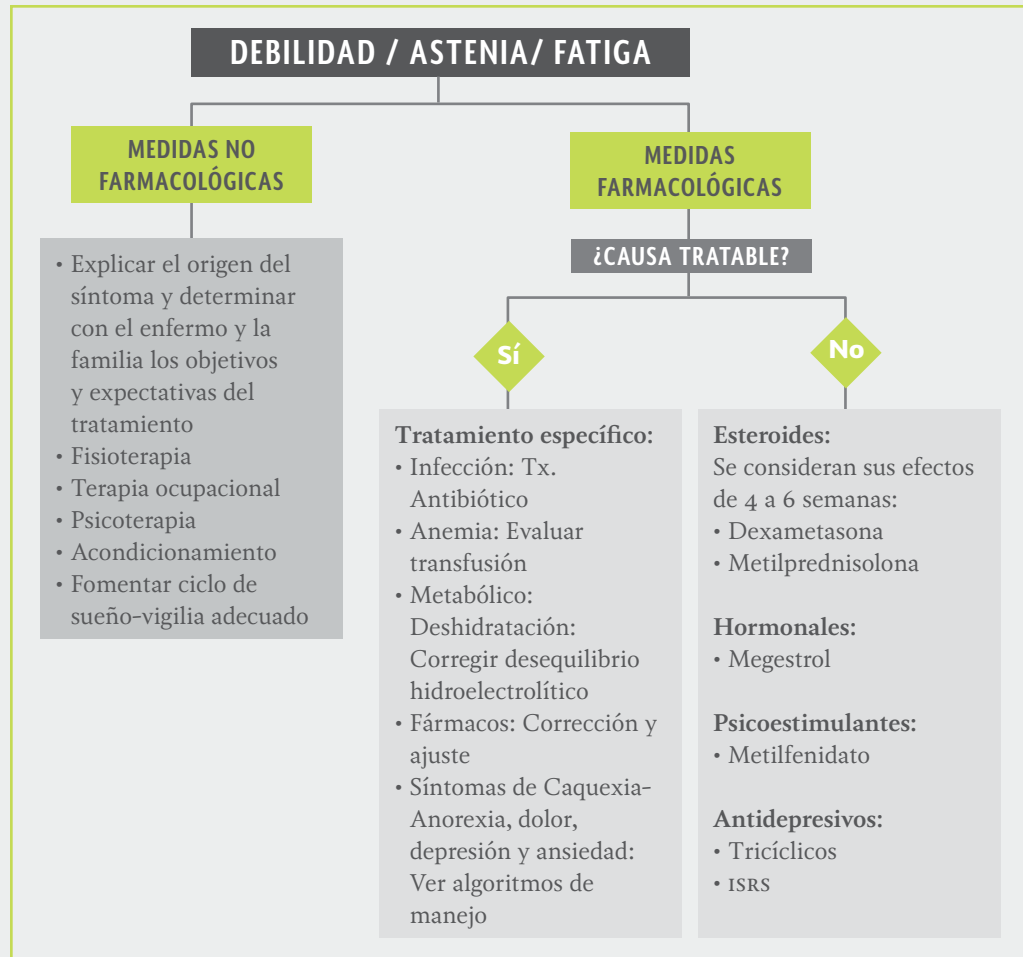 DEBILIDAD / ASTENIA/ FATIGA
MEDIDAS NO
FARMACOLÓGICAS
• Explicar el origen del
síntoma y determinar
con el enfermo y la
familia los objetivos
y expectativas del
tratamiento
• Fisioterapia
• Terapia ocupacional
• Psicoterapia
• Acondicionamiento
• Fomentar ciclo de
sueño-vigilia adecuado
MEDIDAS
FARMACOLÓGICAS
¿CAUSA TRATABLE?
Sí
Tratamiento específico:
• Infección: Tx.
Antibiótico
• Anemia: Evaluar
transfusión
• Metabólico:
Deshidratación:
Corregir desequilibrio
hidroelectrolítico
• Fármacos: Corrección y
ajuste
• Síntomas de Caquexia-
Anorexia, dolor,
depresión y ansiedad:
Ver algoritmos de
manejo
No
Esteroides:
Se consideran sus efectos
de 4 a 6 semanas:
• Dexametasona
• Metilprednisolona
Hormonales:
• Megestrol
Psicoestimulantes:
• Metilfenidato
Antidepresivos:
• Tricíclicos
• ISRS